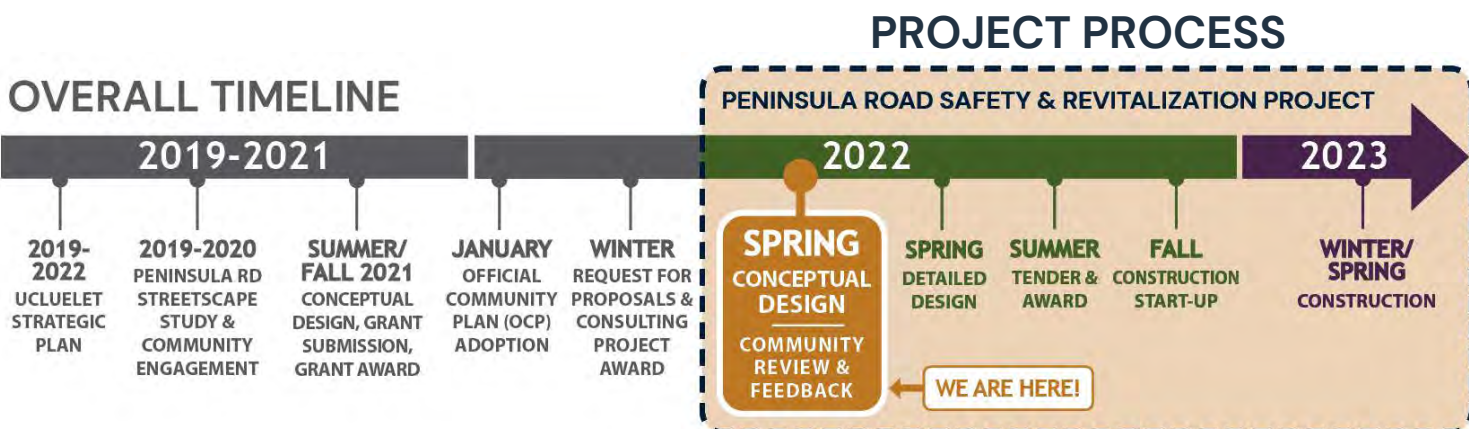 PROJECT PROCESS
OVERALL TIMELINE
PENINSULA ROAD SAFETY & REVITALIZATION PROJECT
2019-2021
2022
2023
2019-
2022
UCLUELET
STRATEGIC
PLAN
2019-2020
PENINSULA RD
STREETSCAPE
STUDY &
COMMUNITY
ENGAGEMENT
SUMMER/
FALL 2021
CONCEPTUAL
DESIGN, GRANT
SUBMISSION,
GRANT AWARD
JANUARY
OFFICIAL
COMMUNITY
PLAN (OCP)
ADOPTION
WINTER
REQUEST FOR
PROPOSALS &
CONSULTING
PROJECT
AWARD
SPRING
CONCEPTUAL
DESIGN
COMMUNITY
REVIEW &
FEEDBACK
WE ARE HERE!
SPRING
DETAILED
DESIGN
SUMMER
TENDER &
AWARD
FALL
CONSTRUCTION
START-UP
WINTER/
SPRING
CONSTRUCTION